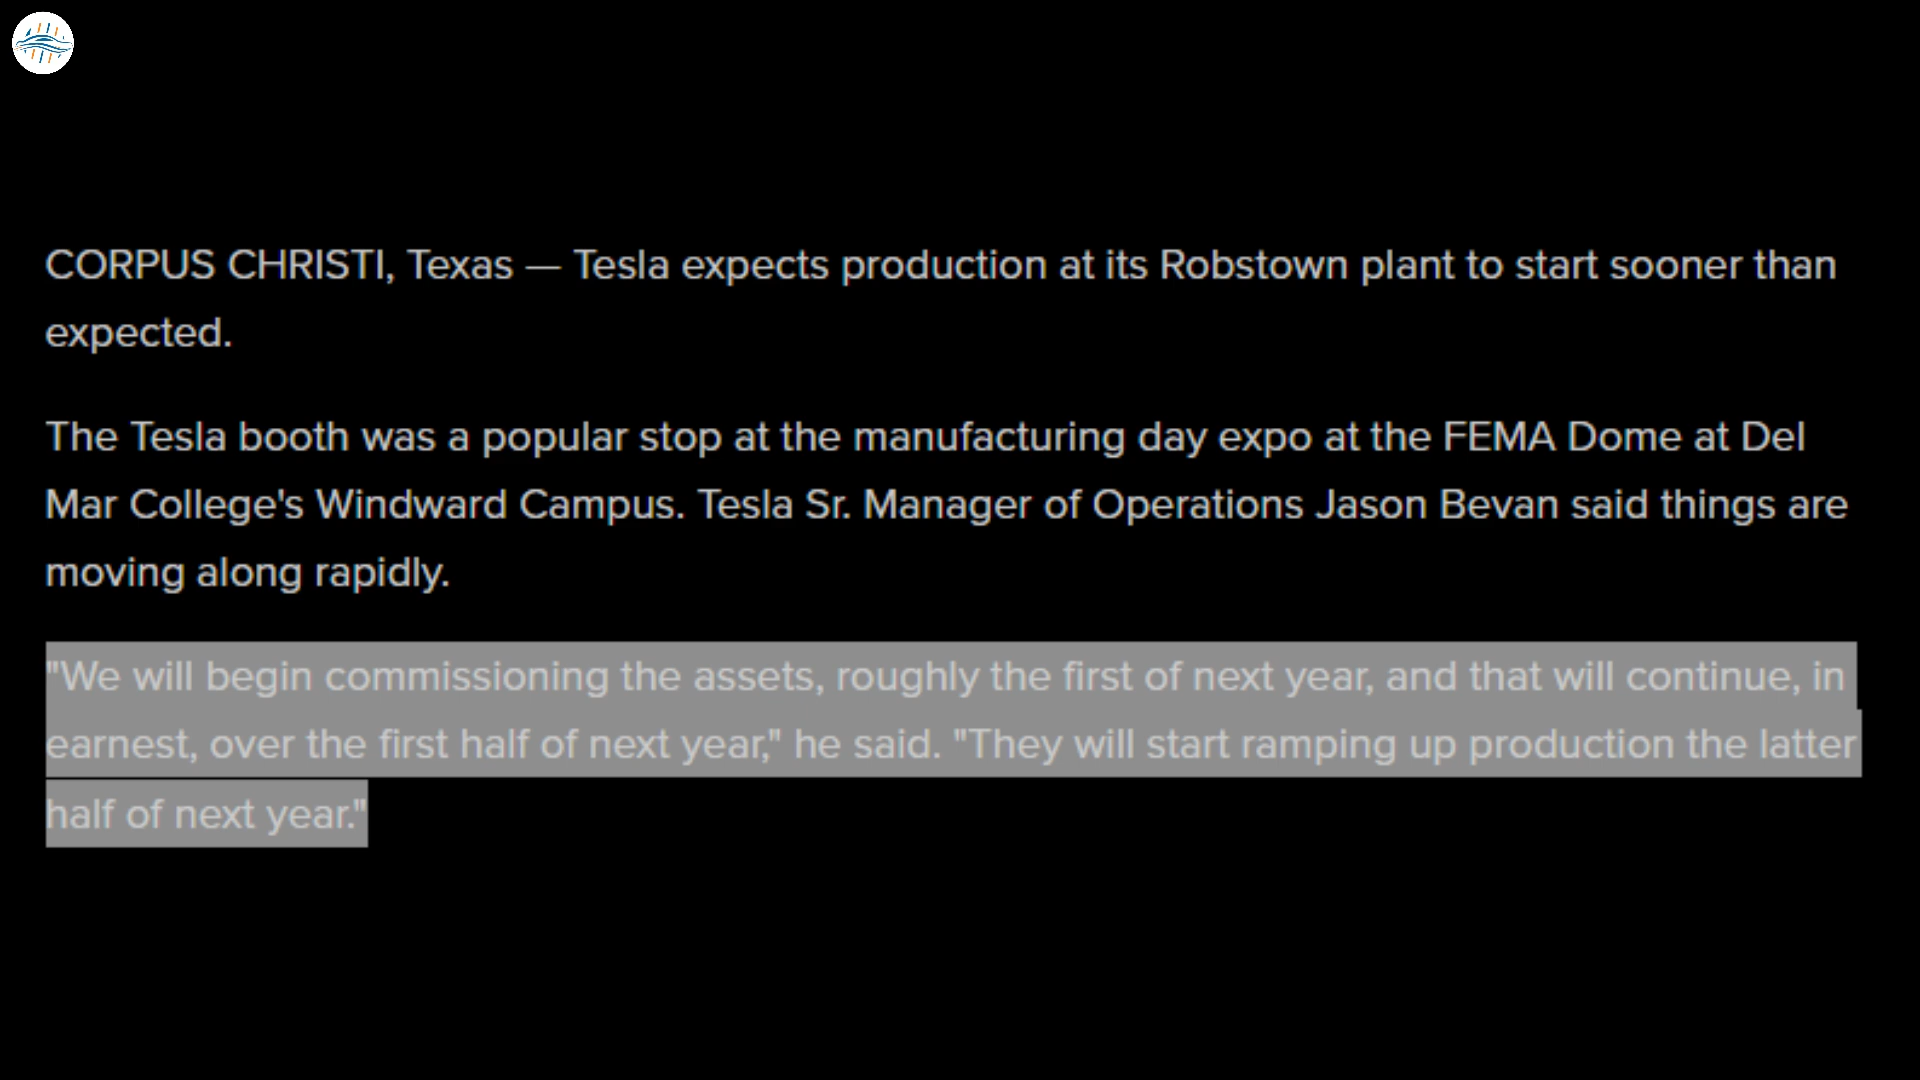 CORPUS CHRISTI, Texas — Tesla expects production at its Robstown plant to start sooner than
expected.
The Tesla booth was a popular stop at the manufacturing day expo at the FEMA Dome at Del
Mar College's Windward Campus. Tesla Sr. Manager of Operations Jason Bevan said things are
moving along rapidly.
"We will begin commissioning the assets, roughly the first of next year, and that will continue, in
earnest, over the first half of next year," he said. "They will start ramping up production the latter
half of next year."